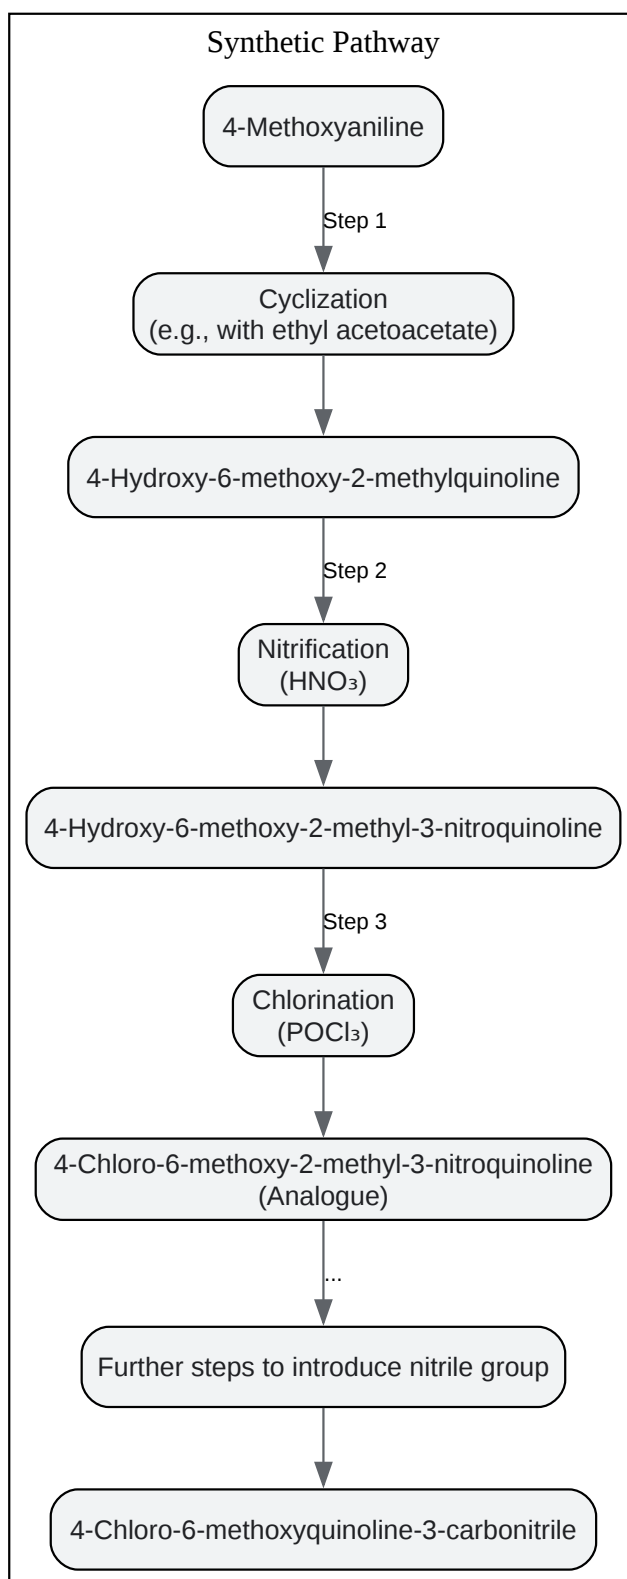 Synthetic Pathway
4-Methoxyaniline
Step 1
Cyclization
(e.g., with ethyl acetoacetate)
4-Hydroxy-6-methoxy-2-methylquinoline
Step 2
Nitrification
(HNO₃)
4-Hydroxy-6-methoxy-2-methyl-3-nitroquinoline
Step 3
Chlorination
(POCl₃)
4-Chloro-6-methoxy-2-methyl-3-nitroquinoline
(Analogue)
...
Further steps to introduce nitrile group
4-Chloro-6-methoxyquinoline-3-carbonitrile